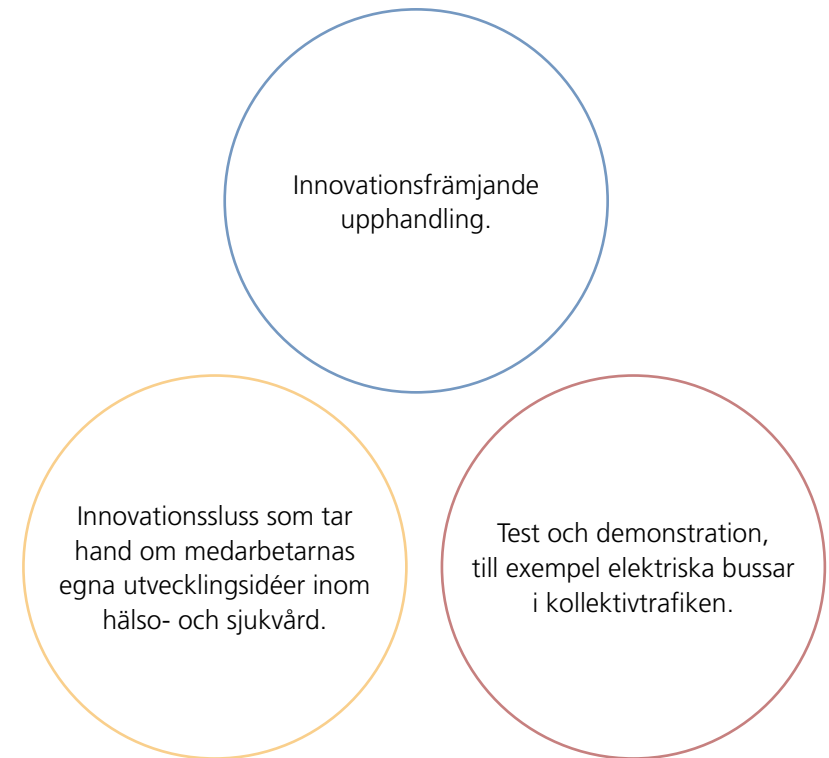 Innovationsfrämjande
upphandling.
Innovationssluss som tar
hand om medarbetarnas
egna utvecklingsidéer inom
hälso- och sjukvård.
Test och demonstration,
till exempel elektriska bussar
i kollektivtrafiken.